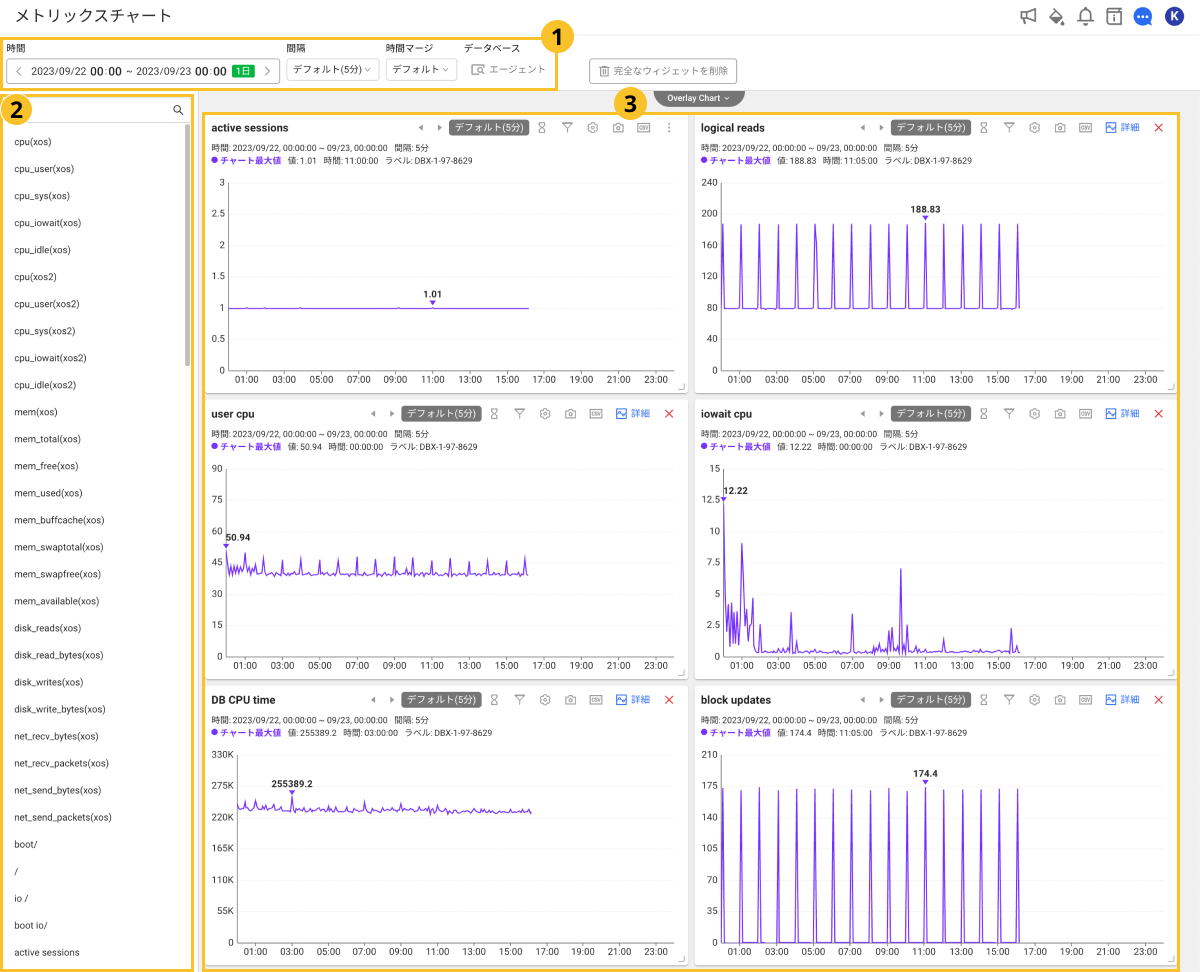 メトリックスチャート
K
時間
間隔
時間マージ
データベース
1
2023/09/22 00:00 ~ 2023/09/23 00:00 1日
デフォルト(5分)
デフォルト
エージェント
完全なウィジェットを削除
2
3
Overlay Chart
cpu(xos)
cpu_user(xos)
cpu_sys(xos)
cpu_iowait(xos)
cpu_idle(xos)
cpu(xos2)
cpu_user(xos2)
cpu_sys(xos2)
cpu_iowait(xos2)
cpu_idle(xos2)
mem(xos)
mem_total(xos)
mem_free(xos)
mem_used(xos)
mem_buffcache(xos)
mem_swaptotal(xos)
mem_swapfree(xos)
mem_available(xos)
disk_reads(xos)
disk_read_bytes(xos)
disk_writes(xos)
disk_write_bytes(xos)
net_recv_bytes(xos)
net_recv_packets(xos)
net_send_bytes(xos)
net_send_packets(xos)
boot/
/
io /
boot io/
active sessions
active sessions デフォルト(5分) CSV
時間: 2023/09/22, 00:00:00 ~ 09/23, 00:00:00 間隔: 5分
チャート最大値 値: 1.01 時間: 11:00:00 ラベル: DBX-1-97-8629
3
2.5
2
1.5
1.01
1
0.5
0
01:00 03:00 05:00 07:00 09:00 11:00 13:00 15:00 17:00 19:00 21:00 23:00
logical reads デフォルト(5分) CSV 詳細
時間: 2023/09/22, 00:00:00 ~ 09/23, 00:00:00 間隔: 5分
チャート最大値 値: 188.83 時間: 11:05:00 ラベル: DBX-1-97-8629
240
188.83
200
160
120
80
40
0
01:00 03:00 05:00 07:00 09:00 11:00 13:00 15:00 17:00 19:00 21:00 23:00
user cpu デフォルト(5分) CSV 詳細
時間: 2023/09/22, 00:00:00 ~ 09/23, 00:00:00 間隔: 5分
チャート最大値 値: 50.94 時間: 00:00:00 ラベル: DBX-1-97-8629
90
75
60
50.94
45
30
15
0
01:00 03:00 05:00 07:00 09:00 11:00 13:00 15:00 17:00 19:00 21:00 23:00
iowait cpu デフォルト(5分) CSV 詳細
時間: 2023/09/22, 00:00:00 ~ 09/23, 00:00:00 間隔: 5分
チャート最大値 値: 12.22 時間: 00:00:00 ラベル: DBX-1-97-8629
15
12.22
12.5
10
7.5
5
2.5
0
01:00 03:00 05:00 07:00 09:00 11:00 13:00 15:00 17:00 19:00 21:00 23:00
DB CPU time デフォルト(5分) CSV 詳細
時間: 2023/09/22, 00:00:00 ~ 09/23, 00:00:00 間隔: 5分
チャート最大値 値: 255389.2 時間: 03:00:00 ラベル: DBX-1-97-8629
330K
255389.2
275K
220K
165K
110K
55K
0
01:00 03:00 05:00 07:00 09:00 11:00 13:00 15:00 17:00 19:00 21:00 23:00
block updates デフォルト(5分) CSV 詳細
時間: 2023/09/22, 00:00:00 ~ 09/23, 00:00:00 間隔: 5分
チャート最大値 値: 174.4 時間: 11:05:00 ラベル: DBX-1-97-8629
210
174.4
175
140
105
70
35
0
01:00 03:00 05:00 07:00 09:00 11:00 13:00 15:00 17:00 19:00 21:00 23:00